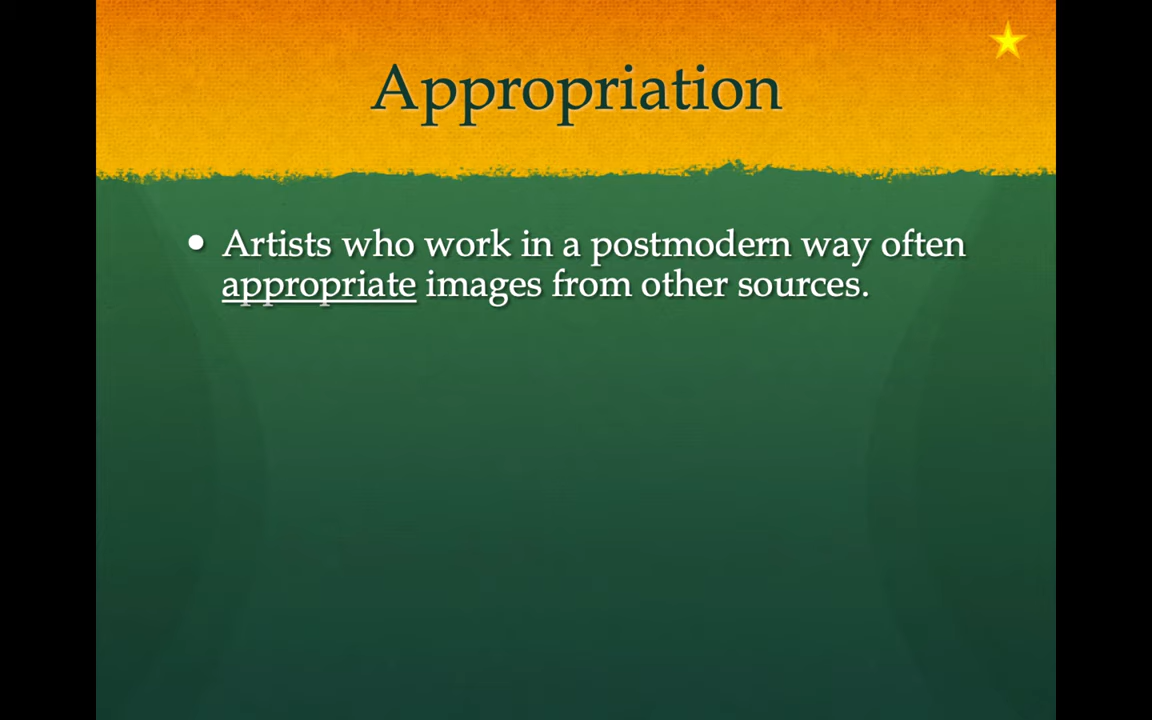 Appropriation
• Artists who work in a postmodern way often
appropriate images from other sources.